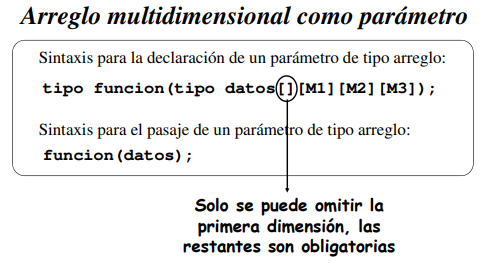 Arreglo multidimensional como parámetro
Sintaxis para la declaración de un parámetro de tipo arreglo:
tipo funcion(tipo datos[][M1][M2][M3]);
Sintaxis para el pasaje de un parámetro de tipo arreglo:
funcion(datos);
Solo se puede omitir la
primera dimensión, las
restantes son obligatorias